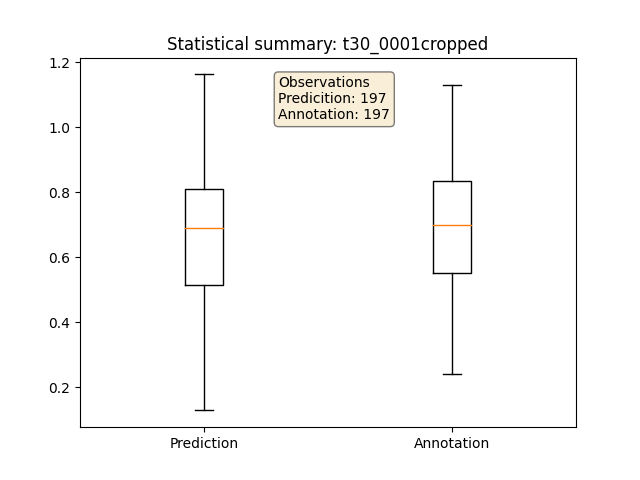 Statistical summary: t30_0001cropped
Observations
Predicition: 197
Annotation: 197
1.2
1.0
0.8
0.6
0.4
0.2
Prediction
Annotation